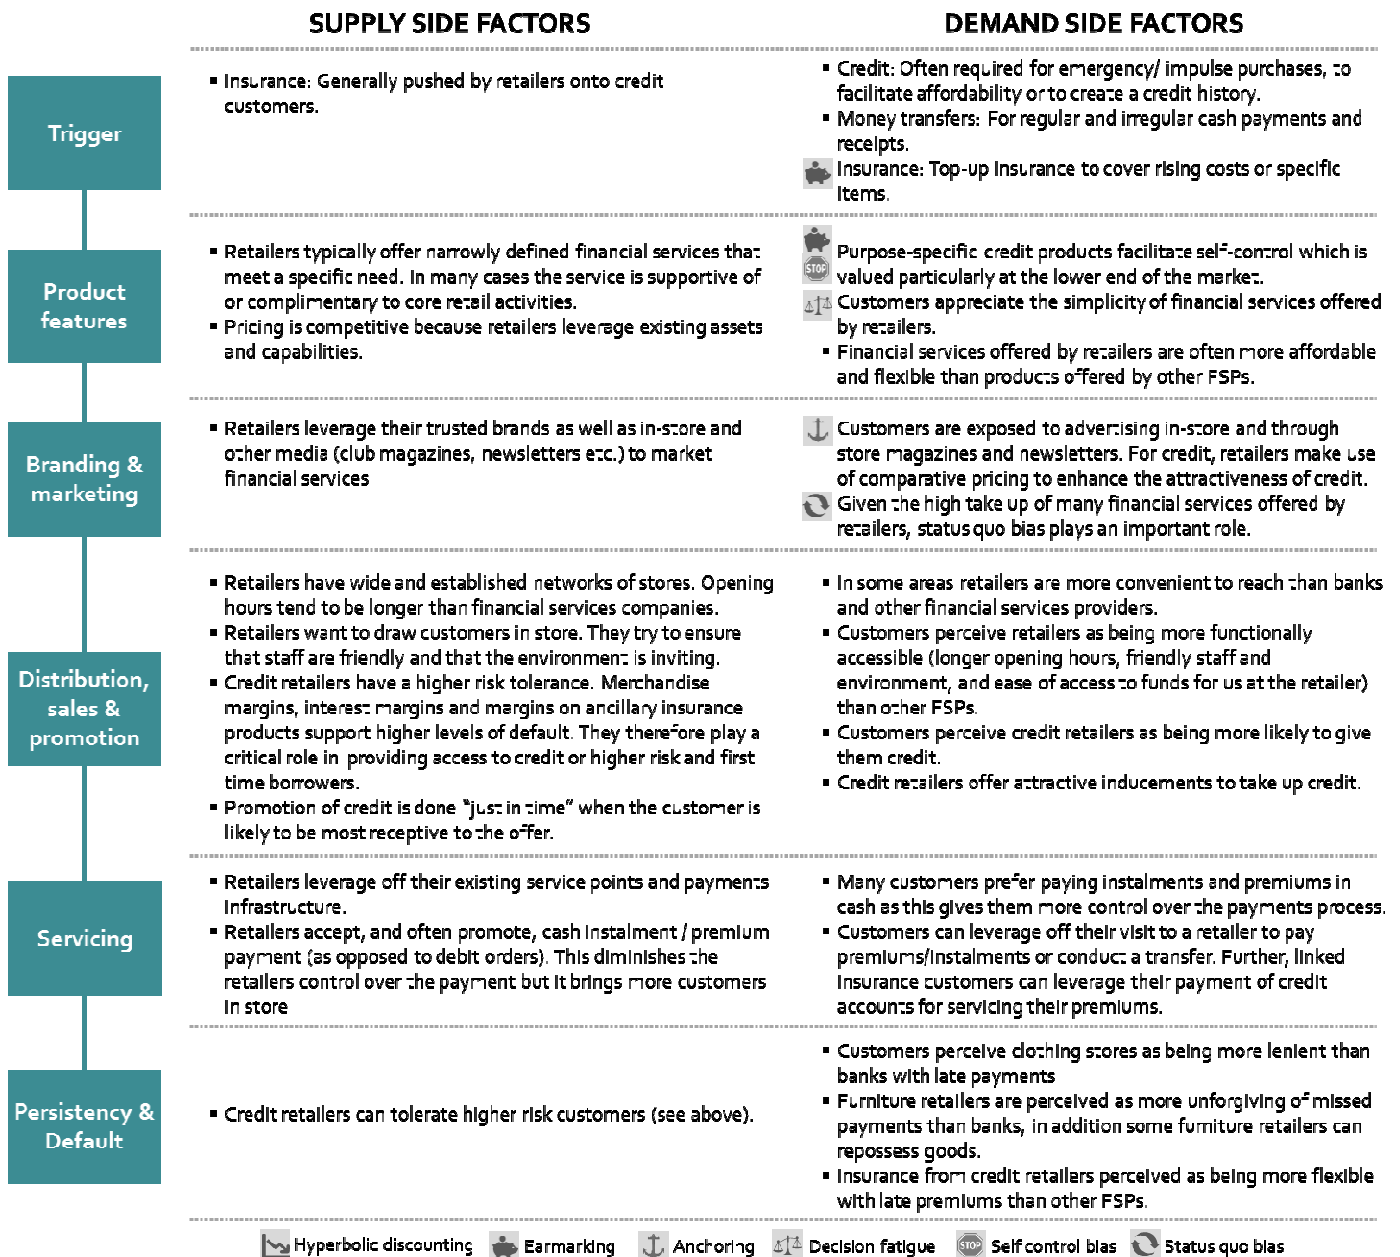 SUPPLY SIDE FACTORS
DEMAND SIDE FACTORS
Trigger
▪ Insurance: Generally pushed by retailers onto credit
customers.
▪ Credit: Often required for emergency/ impulse purchases, to
facilitate affordability or to create a credit history.
▪ Money transfers: For regular and irregular cash payments and
receipts.
Insurance: Top-up insurance to cover rising costs or specific
items.
Product
features
▪ Retailers typically offer narrowly defined financial services that
meet a specific need. In many cases the service is supportive of
or complimentary to core retail activities.
▪ Pricing is competitive because retailers leverage existing assets
and capabilities.
STOP
Purpose-specific credit products facilitate self-control which is
valued particularly at the lower end of the market.
Customers appreciate the simplicity of financial services offered
by retailers.
▪ Financial services offered by retailers are often more affordable
and flexible than products offered by other FSPs.
Branding &
marketing
▪ Retailers leverage their trusted brands as well as in-store and
other media (club magazines, newsletters etc.) to market
financial services
Customers are exposed to advertising in-store and through
store magazines and newsletters. For credit, retailers make use
of comparative pricing to enhance the attractiveness of credit.
Given the high take up of many financial services offered by
retailers, status quo bias plays an important role.
Distribution,
sales &
promotion
▪ Retailers have wide and established networks of stores. Opening
hours tend to be longer than financial services companies.
▪ Retailers want to draw customers in store. They try to ensure
that staff are friendly and that the environment is inviting.
▪ Credit retailers have a higher risk tolerance. Merchandise
margins, interest margins and margins on ancillary insurance
products support higher levels of default. They therefore play a
critical role in providing access to credit or higher risk and first
time borrowers.
▪ Promotion of credit is done "just in time" when the customer is
likely to be most receptive to the offer.
▪ In some areas retailers are more convenient to reach than banks
and other financial services providers.
▪ Customers perceive retailers as being more functionally
accessible (longer opening hours, friendly staff and
environment, and ease of access to funds for us at the retailer)
than other FSPs.
▪ Customers perceive credit retailers as being more likely to give
them credit.
▪ Credit retailers offer attractive inducements to take up credit.
Servicing
▪ Retailers leverage off their existing service points and payments
infrastructure.
▪ Retailers accept, and often promote, cash instalment / premium
payment (as opposed to debit orders). This diminishes the
retailers control over the payment but it brings more customers
in store
▪ Many customers prefer paying instalments and premiums in
cash as this gives them more control over the payments process.
▪ Customers can leverage off their visit to a retailer to pay
premiums/instalments or conduct a transfer. Further, linked
insurance customers can leverage their payment of credit
accounts for servicing their premiums.
Persistency &
Default
▪ Credit retailers can tolerate higher risk customers (see above).
▪ Customers perceive clothing stores as being more lenient than
banks with late payments
▪ Furniture retailers are perceived as more unforgiving of missed
payments than banks, in addition some furniture retailers can
repossess goods.
▪ Insurance from credit retailers perceived as being more flexible
with late premiums than other FSPs.
Hyperbolic discounting Earmarking Anchoring Decision fatigue STOP Self control bias Status quo bias